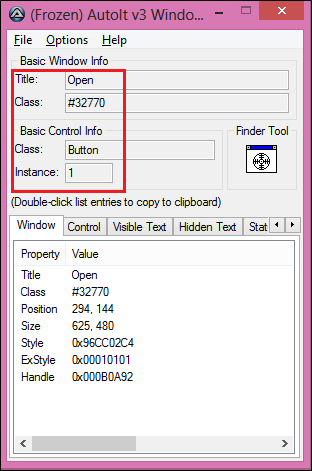 (Frozen) AutoIt v3 Windo...
File Options Help
Basic Window Info
Title: Open
Class: #32770
Basic Control Info
Class: Button
Instance: 1
Finder Tool
(Double-click list entries to copy to clipboard)
Window Control Visible Text Hidden Text Stat
Property Value
Title Open
Class #32770
Position 294, 144
Size 625, 480
Style 0x96CC02C4
ExStyle 0x00010101
Handle 0x000B0A92